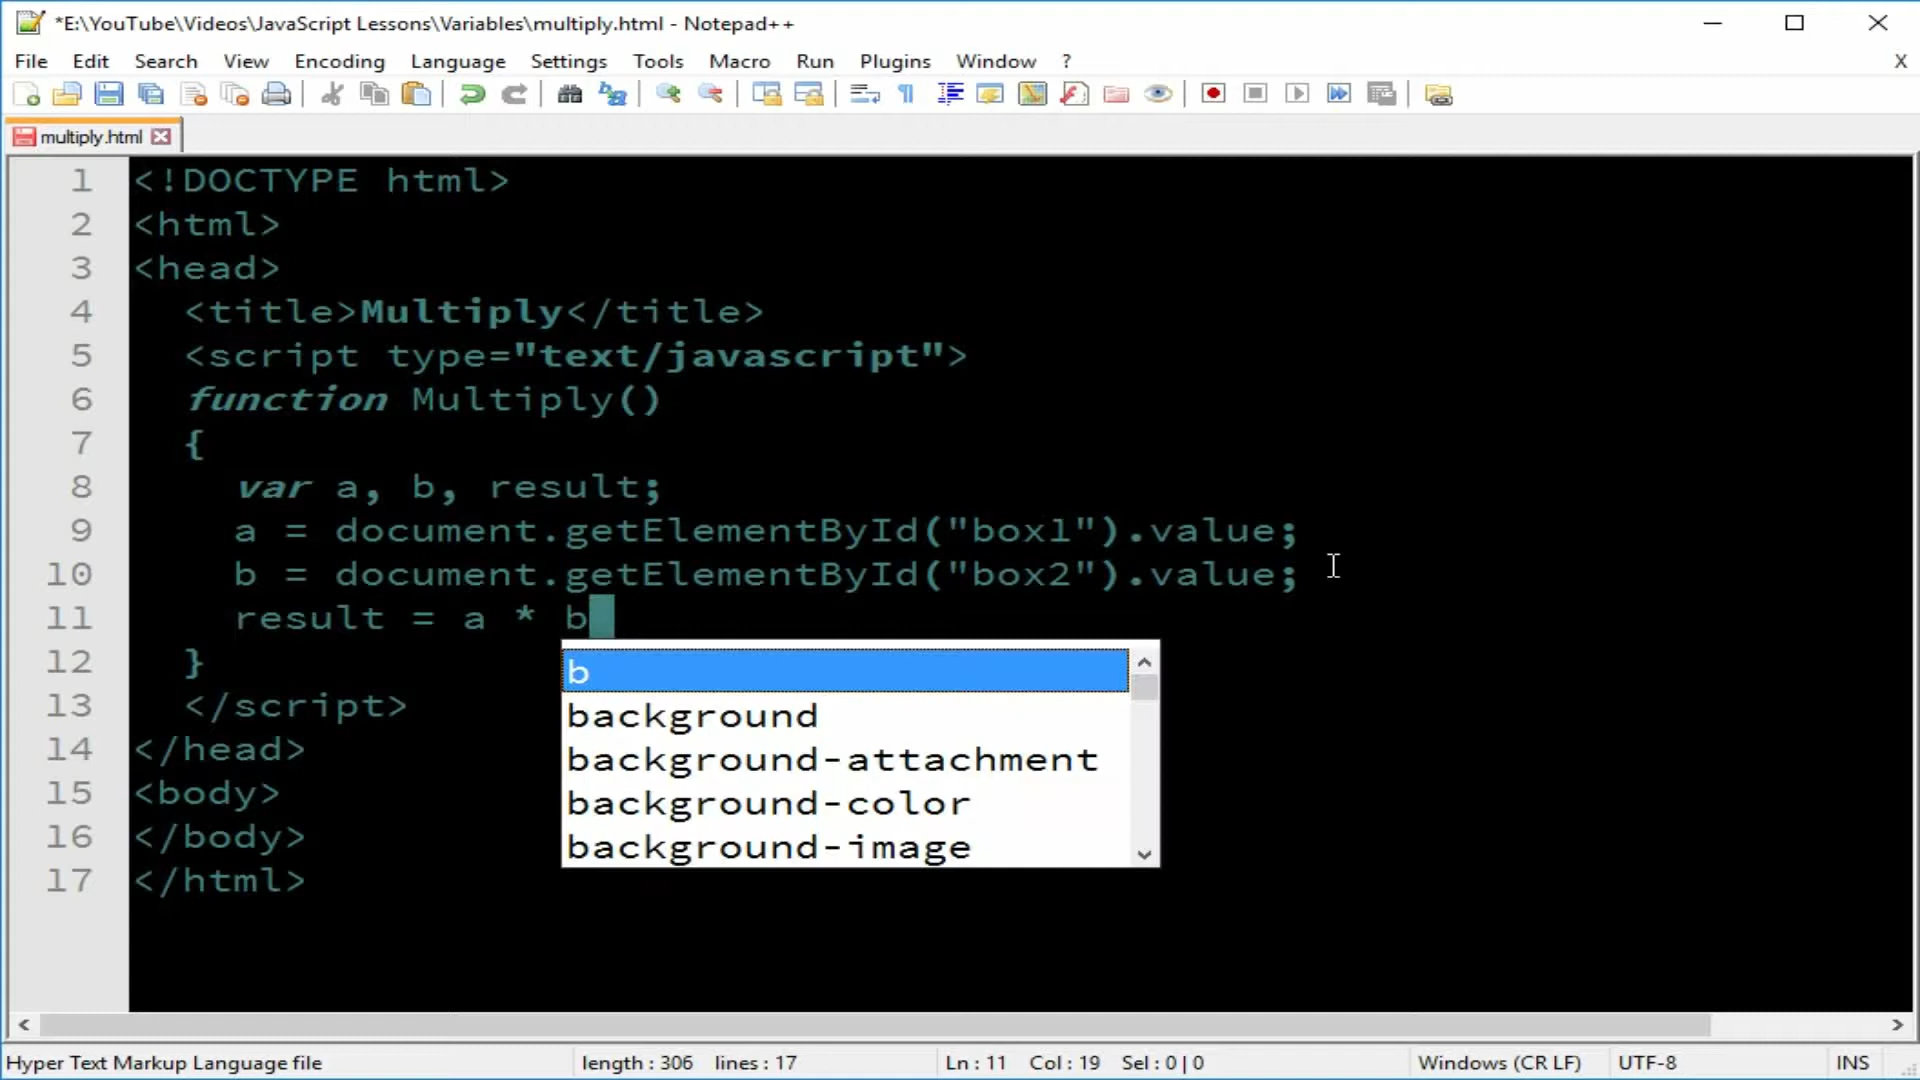 *E:\YouTube\Videos\JavaScript Lessons\Variables\multiply.html - Notepad++
File Edit Search View Encoding Language Settings Tools Macro Run Plugins Window ? X
multiply.html
1 <!DOCTYPE html>
2 <html>
3 <head>
4 <title>Multiply</title>
5 <script type="text/javascript">
6 function Multiply()
7 {
8 var a, b, result;
9 a = document.getElementById("box1").value;
10 b = document.getElementById("box2").value;
11 result = a * b
12 }
13 </script>
14 </head>
15 <body>
16 </body>
17 </html>
b
background
background-attachment
background-color
background-image
Hyper Text Markup Language file length : 306 lines : 17 Ln : 11 Col : 19 Sel : 0 | 0 Windows (CR LF) UTF-8 INS